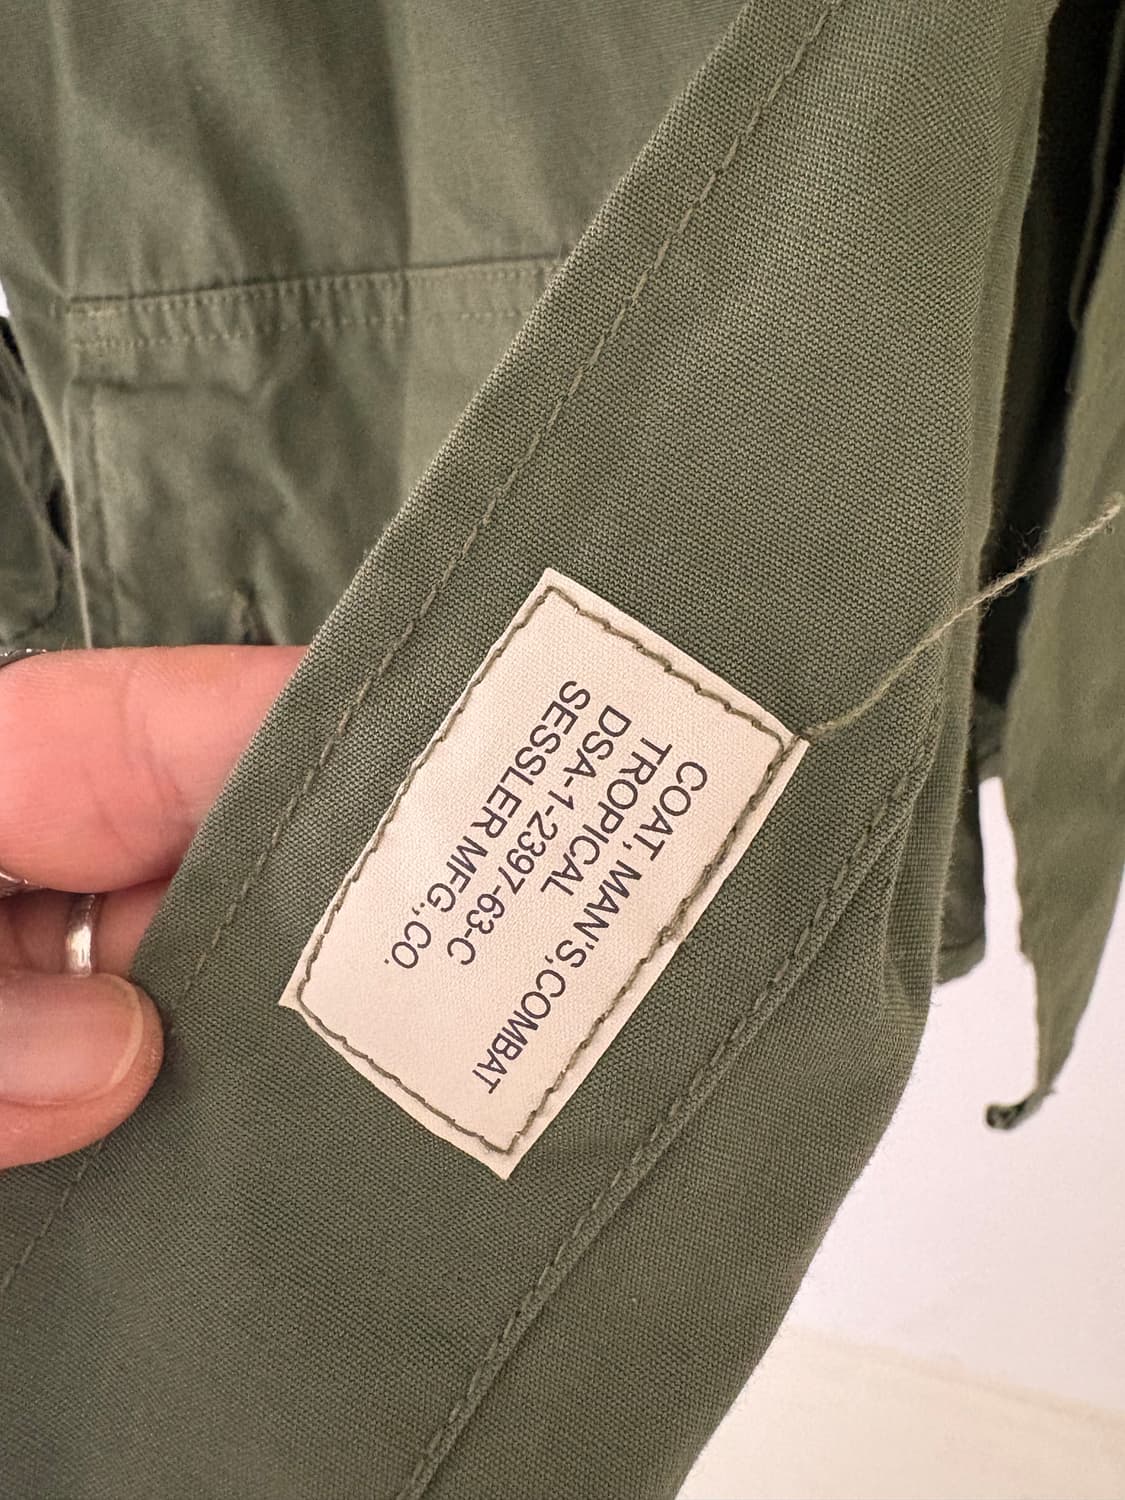 COAT, MAN'S, COMBAT
TROPICAL
DSA-1-2397-63-C
SESSLER MFG., CO.